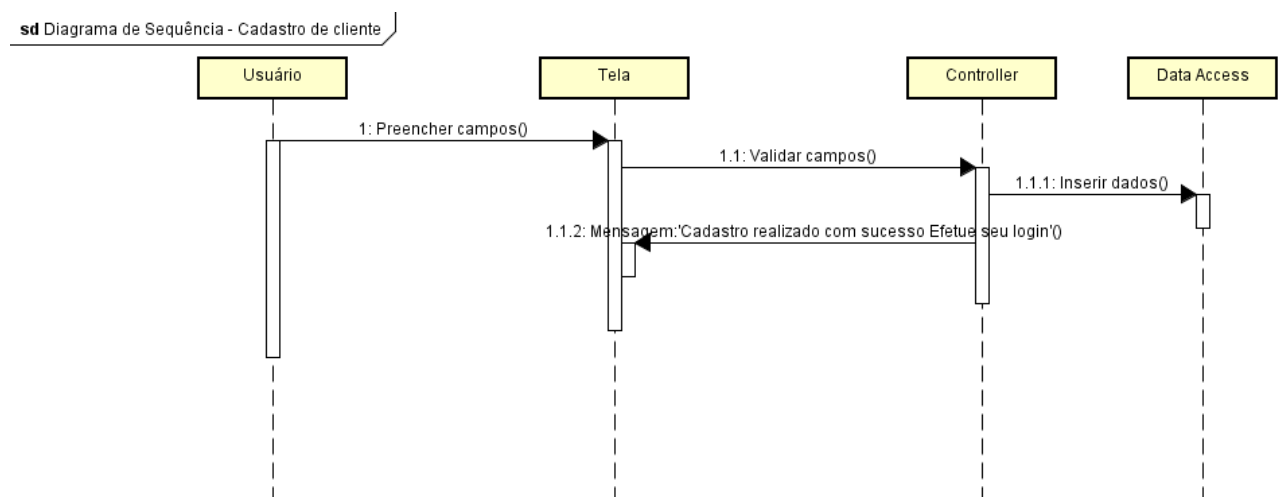 sd Diagrama de Sequência - Cadastro de cliente
Usuário
Tela
Controller
Data Access
1: Preencher campos()
1.1: Validar campos()
1.1.1: Inserir dados()
1.1.2: Mensagem:'Cadastro realizado com sucesso Efetue seu login'()